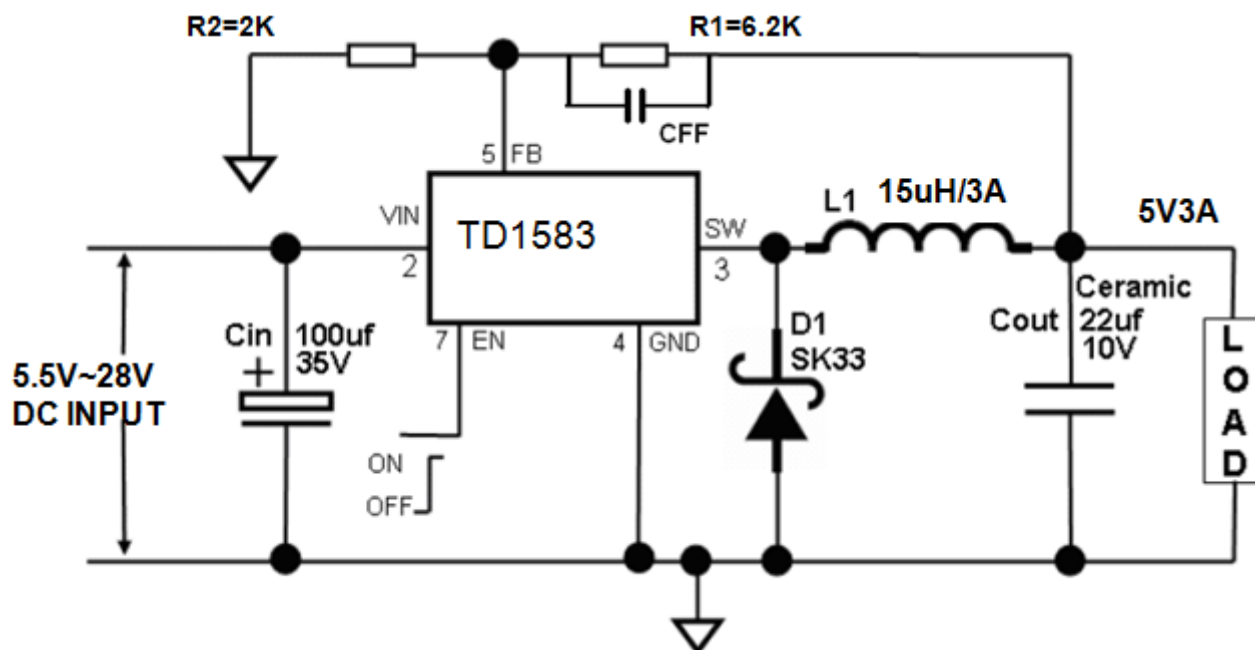 R2=2K
R1=6.2K
CFF
5 FB
VIN
TD1583
SW
2
3
L1
15uH/3A
5V3A
Cin
100uf
35V
+
7 EN
4 GND
D1
SK33
Cout
Ceramic
22uf
10V
5.5V~28V
DC INPUT
ON
OFF
L
O
A
D